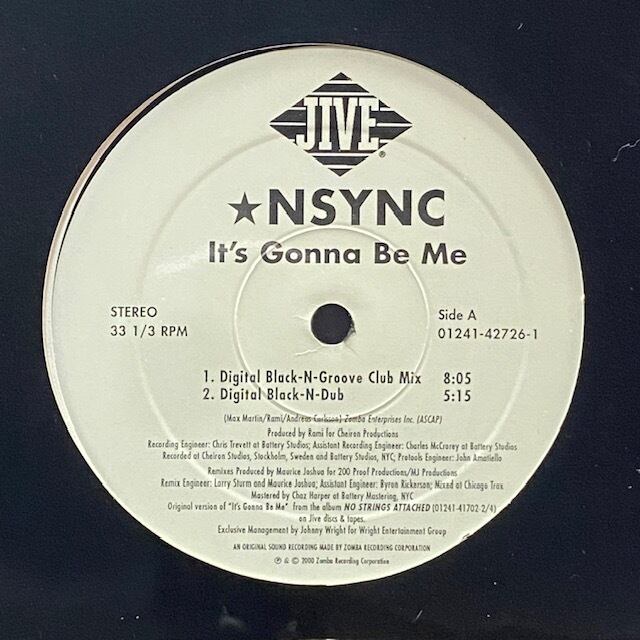 JIVE
®
★NSYNC
It's Gonna Be Me
STEREO
33 1/3 RPM
Side A
01241-42726-1
1. Digital Black-N-Groove Club Mix 8:05
2. Digital Black-N-Dub 5:15
(Max Martin/Rami/Andreas Carlsson) Zomba Enterprises Inc. (ASCAP)
Produced by Rami for Cheiron Productions
Recording Engineer: Chris Trevett at Battery Studios; Assistant Recording Engineer: Charles McCrorey at Battery Studios
Recorded at Cheiron Studios, Stockholm, Sweden and Battery Studios, NYC; Protools Engineer: John Amatiello
Remixes Produced by Maurice Joshua for 200 Proof Productions/MJ Productions
Remix Engineer: Larry Sturm and Maurice Joshua; Assistant Engineer: Byron Rickerson; Mixed at Chicago Trax
Mastered by Chaz Harper at Battery Mastering, NYC
Original version of "It's Gonna Be Me" from the album NO STRINGS ATTACHED (01241-41702-2/4)
on Jive discs & tapes.
Exclusive Management by Johnny Wright for Wright Entertainment Group
AN ORIGINAL SOUND RECORDING MADE BY ZOMBA RECORDING CORPORATION
℗ & © 2000 Zomba Recording Corporation